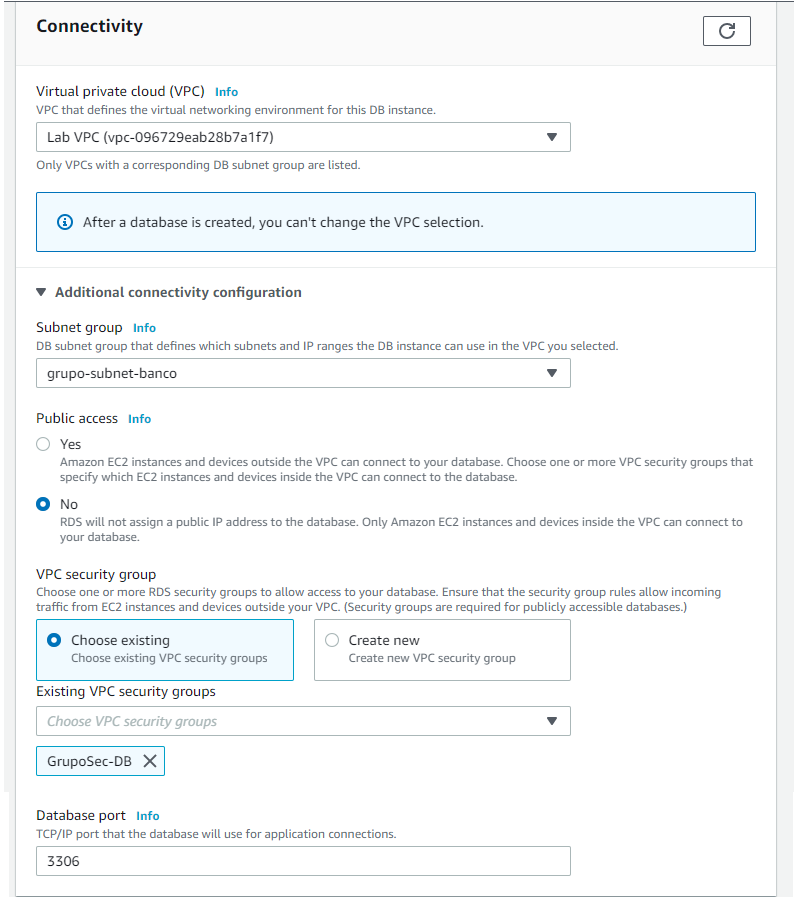 Connectivity
Virtual private cloud (VPC) Info
VPC that defines the virtual networking environment for this DB instance.
Lab VPC (vpc-096729eab28b7a1f7)
Only VPCs with a corresponding DB subnet group are listed.
After a database is created, you can't change the VPC selection.
Additional connectivity configuration
Subnet group Info
DB subnet group that defines which subnets and IP ranges the DB instance can use in the VPC you selected.
grupo-subnet-banco
Public access Info
Yes
Amazon EC2 instances and devices outside the VPC can connect to your database. Choose one or more VPC security groups that
specify which EC2 instances and devices inside the VPC can connect to the database.
No
RDS will not assign a public IP address to the database. Only Amazon EC2 instances and devices inside the VPC can connect to
your database.
VPC security group
Choose one or more RDS security groups to allow access to your database. Ensure that the security group rules allow incoming
traffic from EC2 instances and devices outside your VPC. (Security groups are required for publicly accessible databases.)
Choose existing
Choose existing VPC security groups
Create new
Create new VPC security group
Existing VPC security groups
Choose VPC security groups
GrupoSec-DB
Database port Info
TCP/IP port that the database will use for application connections.
3306